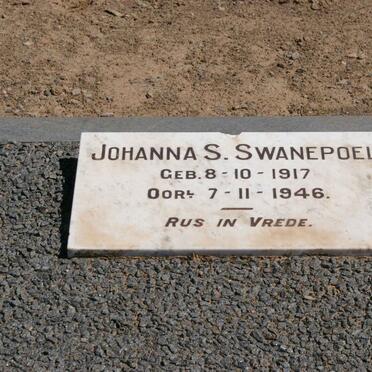 JOHANNA S. SWANEPOEL
GEB. 8-10-1917
OORL. 7-11-1946.
RUS IN VREDE.